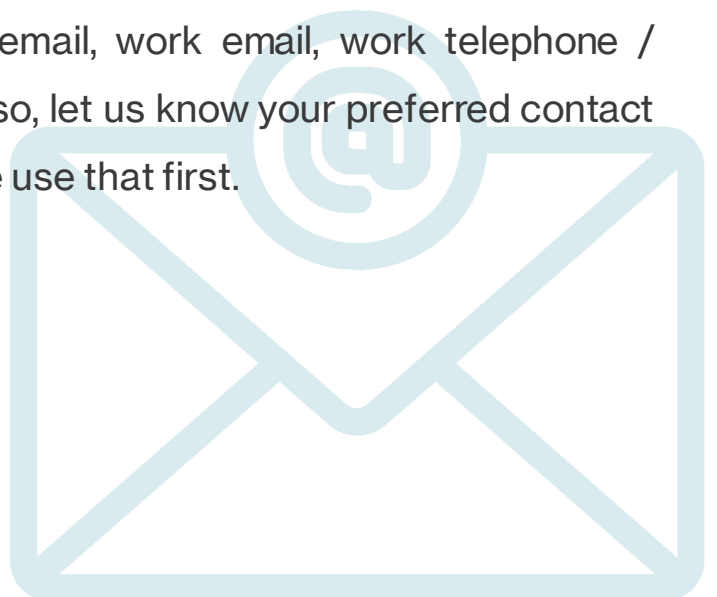 email, work email, work telephone /
so, let us know your preferred contact
use that first.